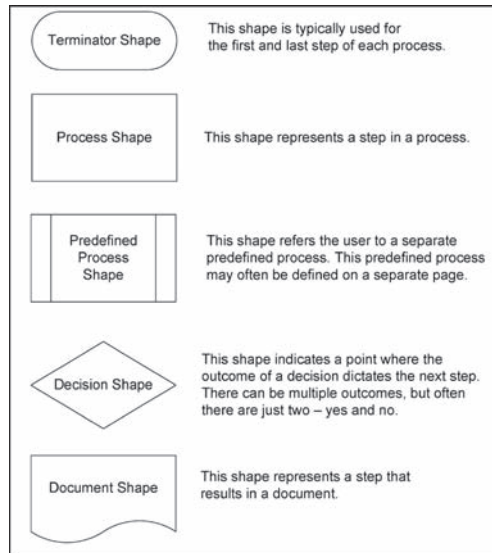 Terminator Shape
This shape is typically used for
the first and last step of each process.
Process Shape
This shape represents a step in a process.
Predefined
Process
Shape
This shape refers the user to a separate
predefined process. This predefined process
may often be defined on a separate page.
Decision Shape
This shape indicates a point where the
outcome of a decision dictates the next step.
There can be multiple outcomes, but often
there are just two – yes and no.
Document Shape
This shape represents a step that
results in a document.